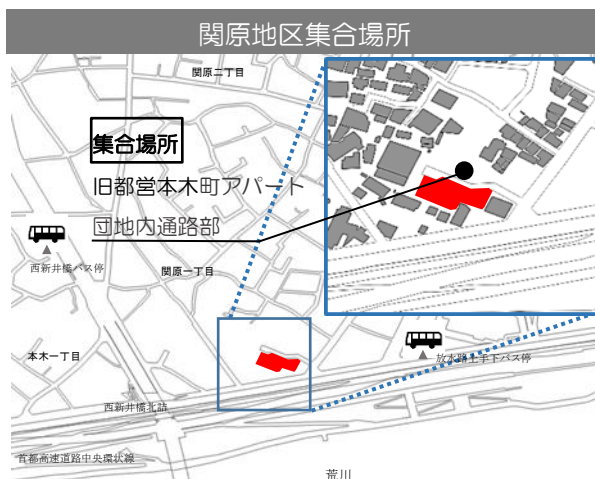 関原地区集合場所
関原二丁目
集合場所
旧都営本木町アパート
団地内通路部
西新井橋バス停
関原一丁目
本木一丁目
放水路土手下バス停
西新井橋北詰
首都高速道路中央環状線
荒川